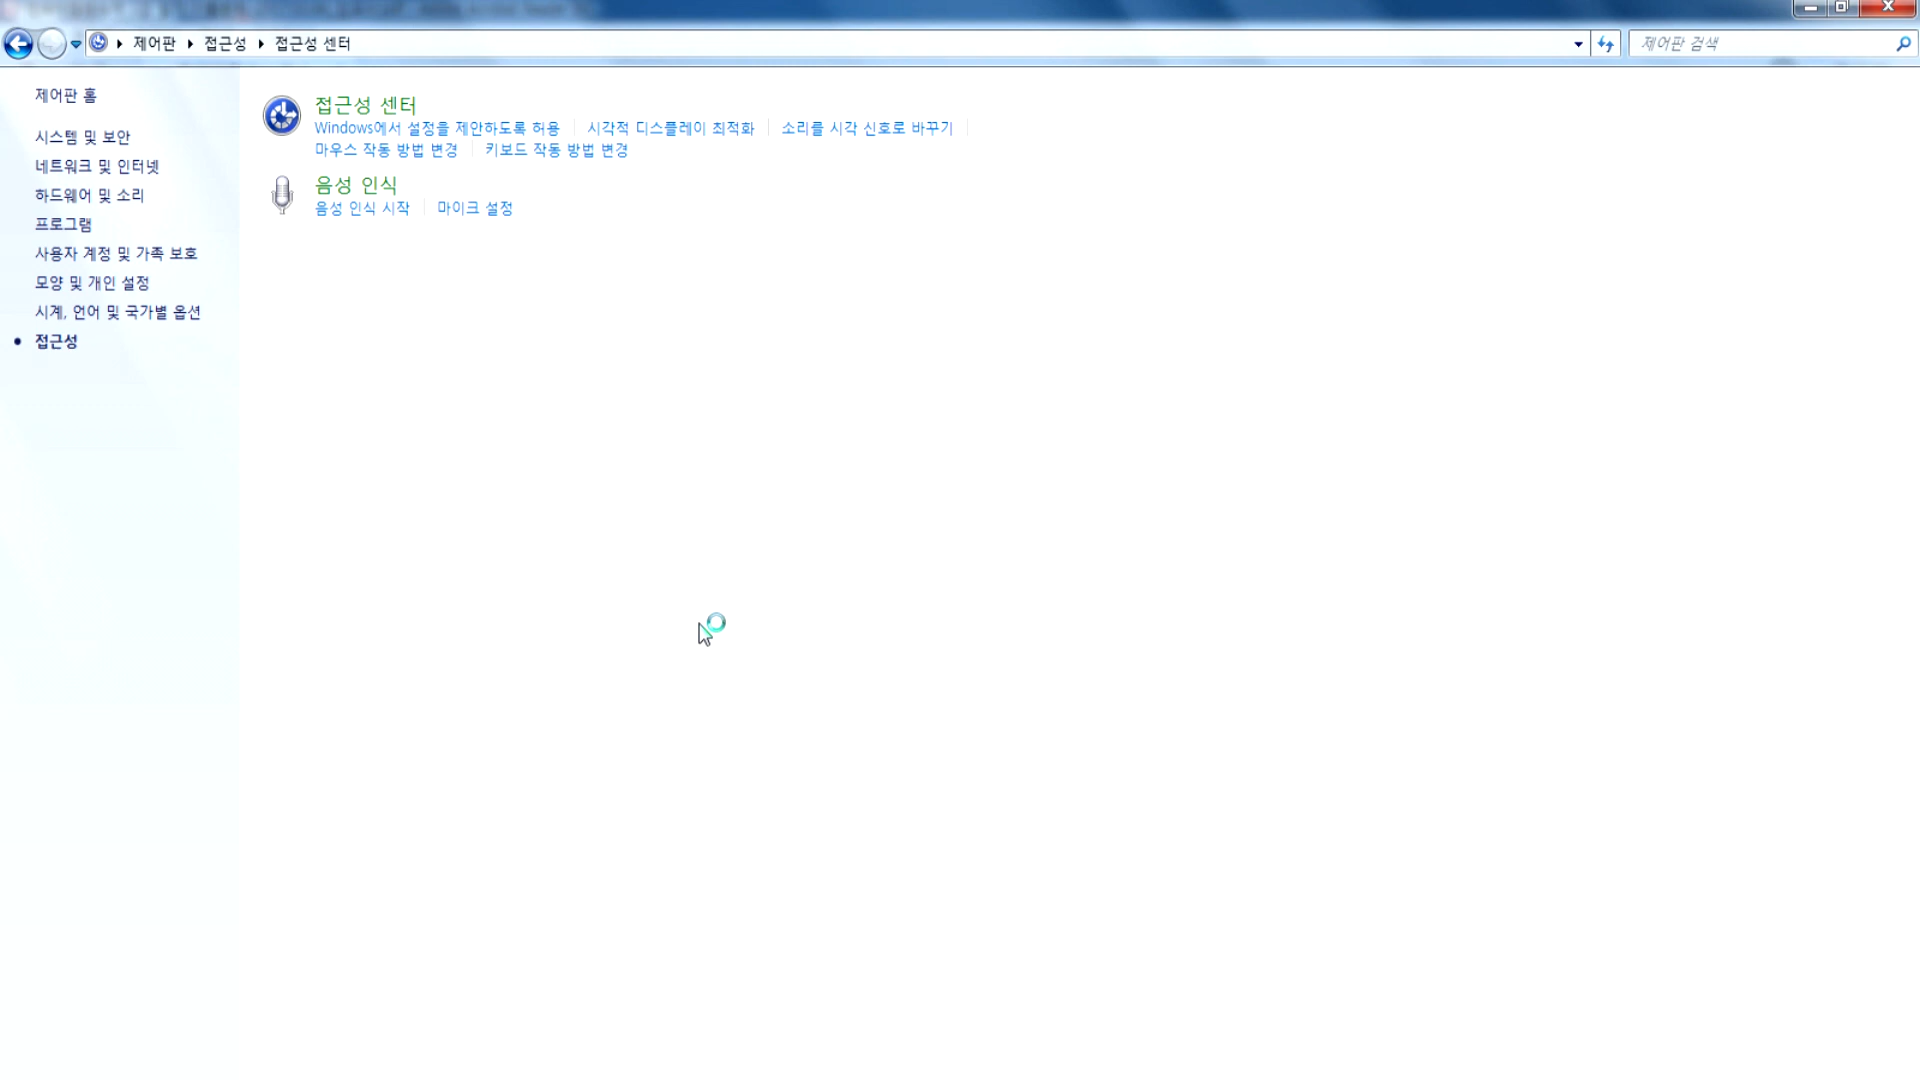 제어판 접근성 접근성 센터
제어판 검색
제어판 홈
시스템 및 보안
네트워크 및 인터넷
하드웨어 및 소리
프로그램
사용자 계정 및 가족 보호
모양 및 개인 설정
시계, 언어 및 국가별 옵션
접근성
접근성 센터
Windows에서 설정을 제안하도록 허용 시각적 디스플레이 최적화 소리를 시각 신호로 바꾸기
마우스 작동 방법 변경 키보드 작동 방법 변경
음성 인식
음성 인식 시작 마이크 설정